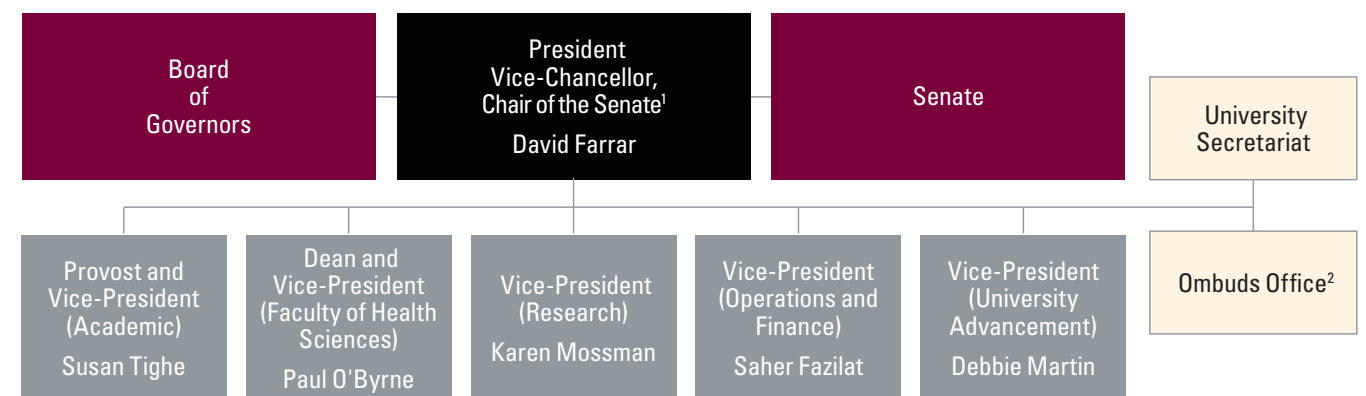 Board
of
Governors
President
Vice-Chancellor,
Chair of the Senate¹
David Farrar
Senate
University
Secretariat
Provost and
Vice-President
(Academic)
Susan Tighe
Dean and
Vice-President
(Faculty of Health
Sciences)
Paul O'Byrne
Vice-President
(Research)
Karen Mossman
Vice-President
(Operations and
Finance)
Saher Fazilat
Vice-President
(University
Advancement)
Debbie Martin
Ombuds Office²